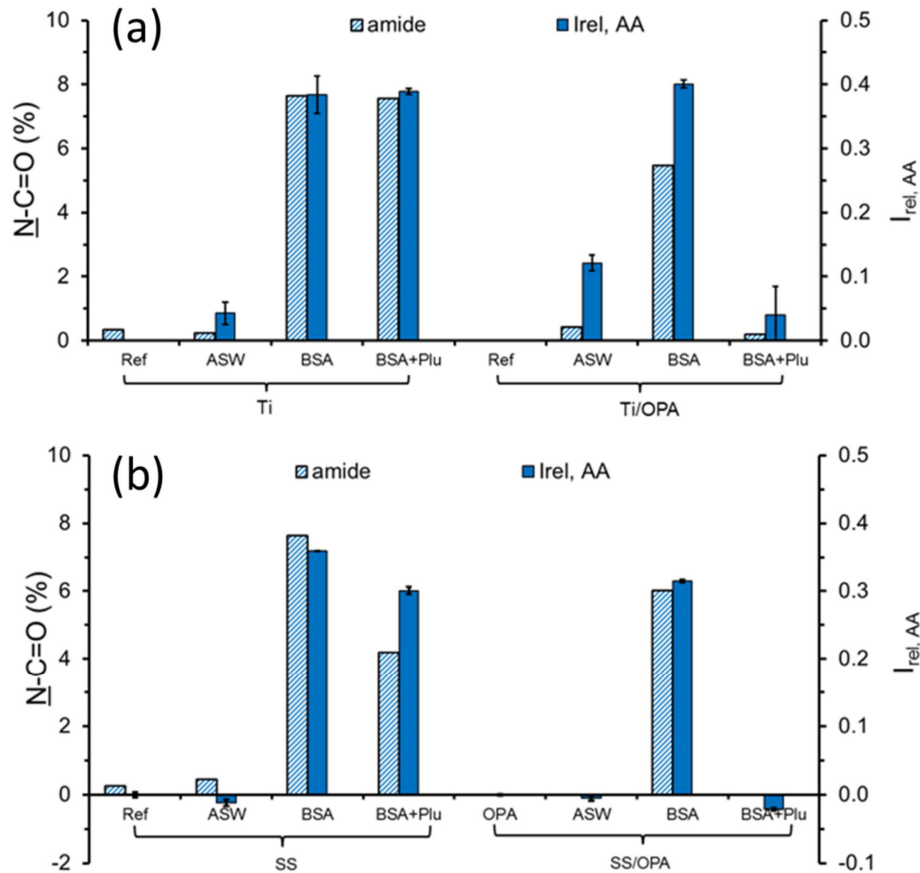 (a)
amide Irel, AA
10
8
6
4
2
0
N-C=O (%)
0.5
0.4
0.3
0.2
0.1
0.0
Irel, AA
Ref ASW BSA BSA+Plu Ref ASW BSA BSA+Plu
Ti Ti/OPA
(b)
amide Irel, AA
10
8
6
4
2
0
-2
N-C=O (%)
0.5
0.4
0.3
0.2
0.1
0.0
-0.1
Irel, AA
Ref ASW BSA BSA+Plu OPA ASW BSA BSA+Plu
SS SS/OPA